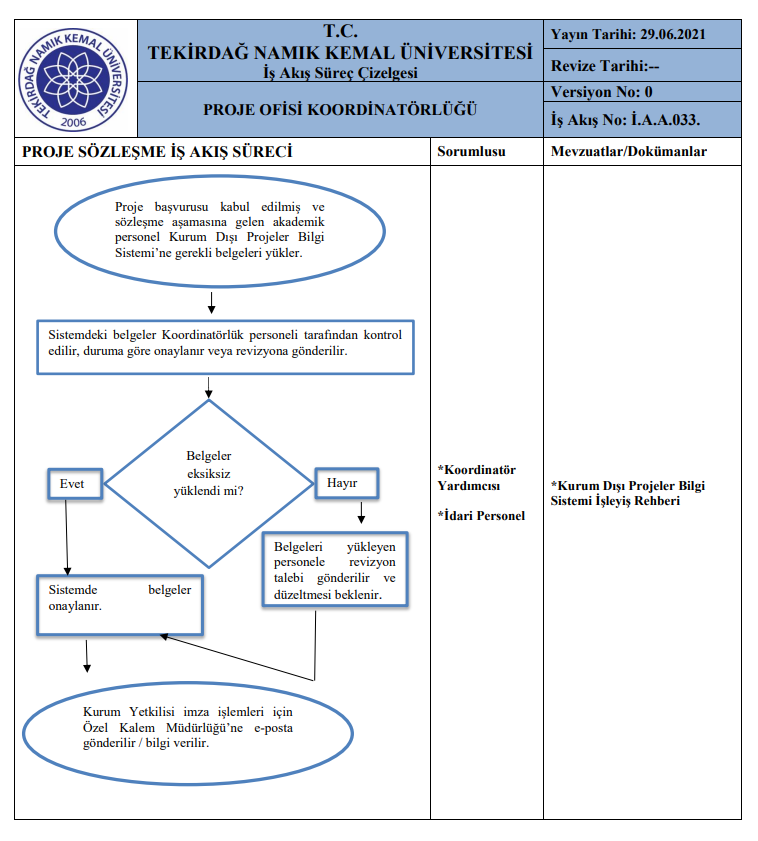 TEKİRDAĞ NAMIK KEMAL ÜNİVERSİTESİ
2006
T.C.
TEKİRDAĞ NAMIK KEMAL ÜNİVERSİTESİ
İş Akış Süreç Çizelgesi
PROJE OFİSİ KOORDİNATÖRLÜĞÜ
Yayın Tarihi: 29.06.2021
Revize Tarihi:--
Versiyon No: 0
İş Akış No: İ.A.A.033.
PROJE SÖZLEŞME İŞ AKIŞ SÜRECİ
Sorumlusu
Mevzuatlar/Dokümanlar
Proje başvurusu kabul edilmiş ve
sözleşme aşamasına gelen akademik
personel Kurum Dışı Projeler Bilgi
Sistemi’ne gerekli belgeleri yükler.
Sistemdeki belgeler Koordinatörlük personeli tarafından kontrol
edilir, duruma göre onaylanır veya revizyona gönderilir.
Belgeler
eksiksiz
yüklendi mi?
Evet
Hayır
Belgeleri yükleyen
personele revizyon
talebi gönderilir ve
düzeltmesi beklenir.
Sistemde belgeler
onaylanır.
Kurum Yetkilisi imza işlemleri için
Özel Kalem Müdürlüğü’ne e-posta
gönderilir / bilgi verilir.
*Koordinatör
Yardımcısı
*İdari Personel
*Kurum Dışı Projeler Bilgi
Sistemi İşleyiş Rehberi